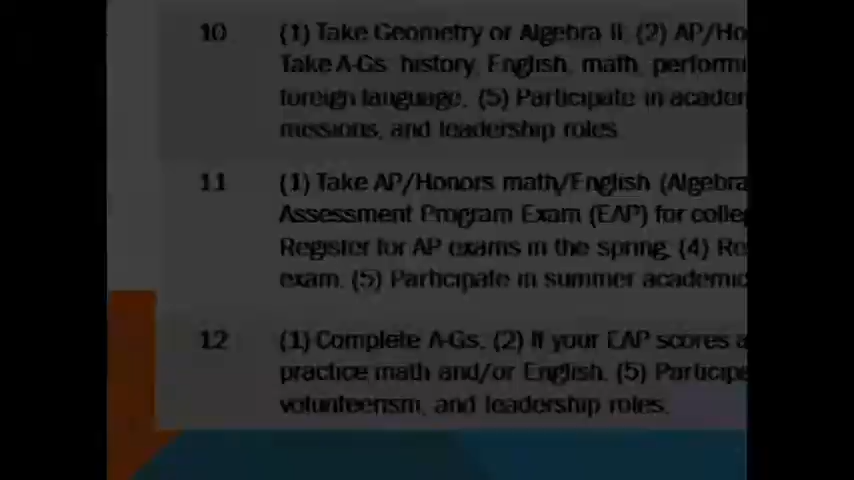 10 (1) Take Geometry or Algebra II. (2) AP/Ho
Take A-Gs: history, English, math, performi
foreign language. (5) Participate in academ
missions, and leadership roles.
11 (1) Take AP/Honors math/English (Algebra
Assessment Program Exam (EAP) for colleg
Register for AP exams in the spring. (4) Re
exam. (5) Participate in summer academic
12 (1) Complete A-Gs. (2) If your EAP scores a
practice math and/or English. (5) Participa
volunteerism, and leadership roles.